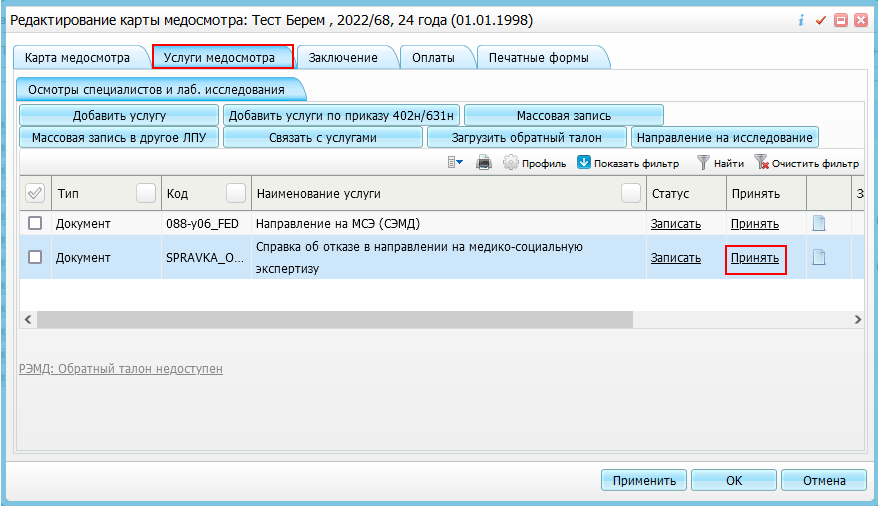 Редактирование карты медосмотра: Тест Берем , 2022/68, 24 года (01.01.1998)
Карта медосмотра Услуги медосмотра Заключение Оплаты Печатные формы
Осмотры специалистов и лаб. исследования
Добавить услугу Добавить услуги по приказу 402н/631н Массовая запись
Массовая запись в другое ЛПУ Связать с услугами Загрузить обратный талон Направление на исследование
Профиль Показать фильтр Найти Очистить фильтр
Тип Код Наименование услуги Статус Принять З
Документ 088-у06_FED Направление на МСЭ (СЭМД) Записать Принять
Документ SPRAVKA_O... Справка об отказе в направлении на медико-социальную экспертизу Записать Принять
РЭМД: Обратный талон недоступен
Применить ОК Отмена